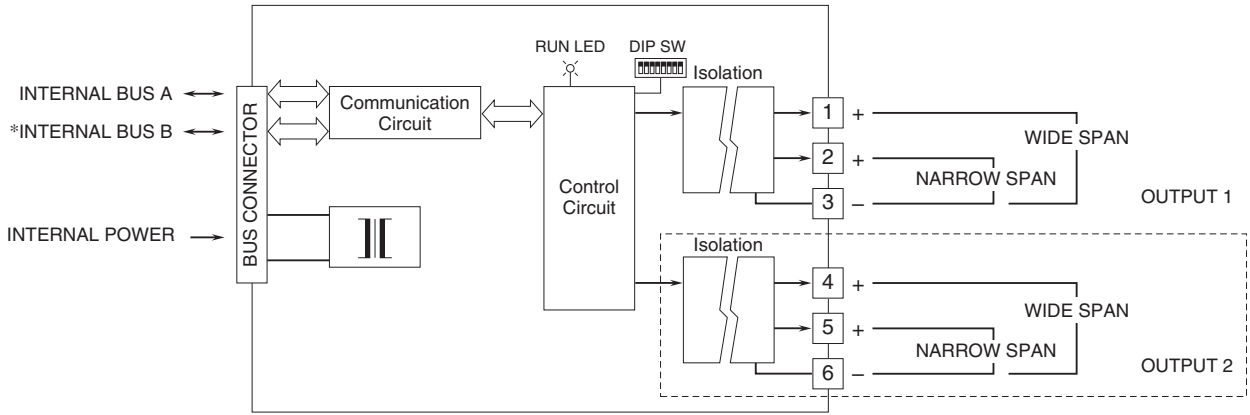 RUN LED
DIP SW
Isolation
INTERNAL BUS A
*INTERNAL BUS B
INTERNAL POWER
BUS CONNECTOR
Communication
Circuit
Control
Circuit
1 +
2 +
3 –
WIDE SPAN
NARROW SPAN
OUTPUT 1
Isolation
4 +
5 +
6 –
WIDE SPAN
NARROW SPAN
OUTPUT 2